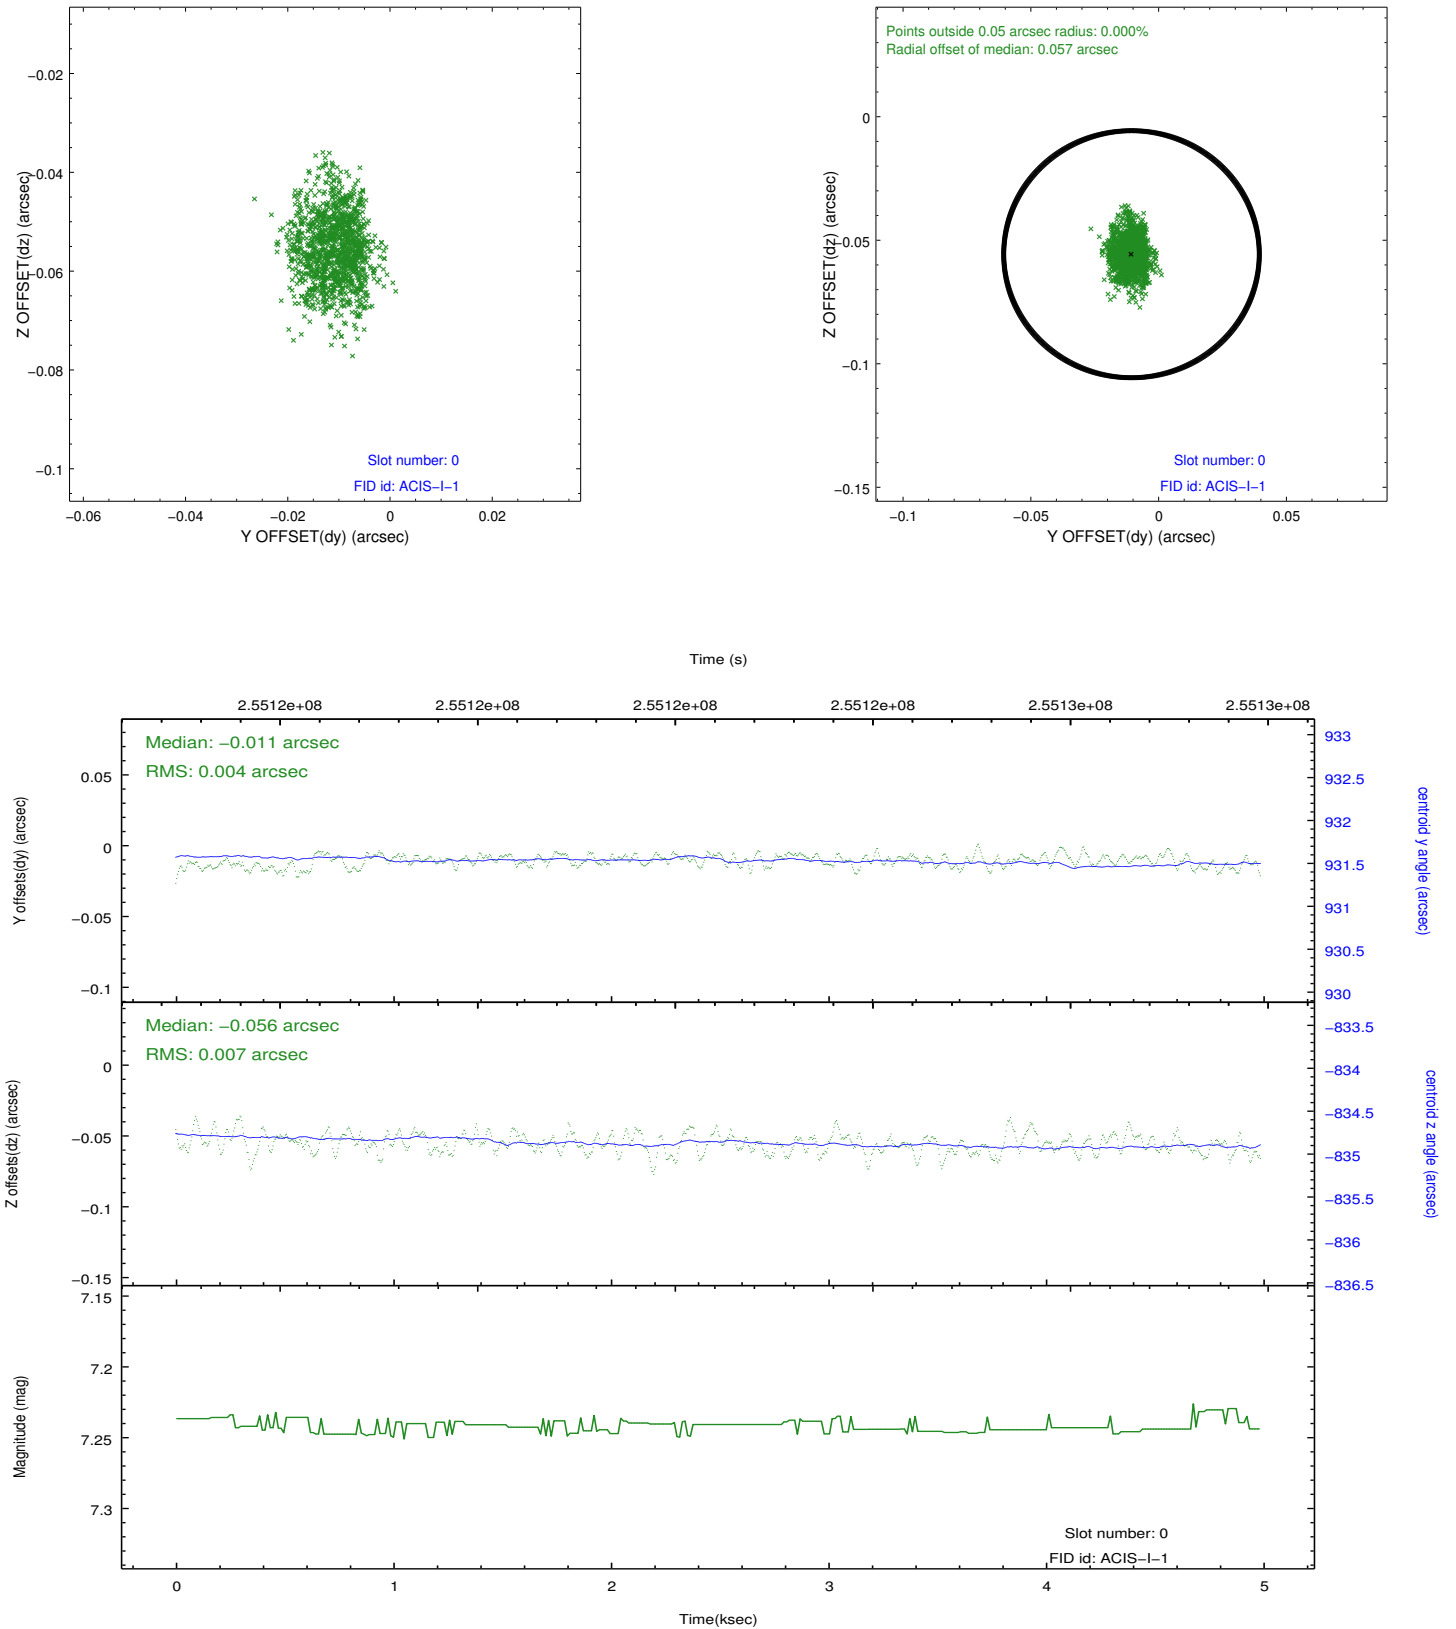 −0.02
−0.04
−0.06
−0.08
−0.1
Z OFFSET(dz) (arcsec)
Slot number: 0
FID id: ACIS−I−1
−0.06 −0.04 −0.02 0 0.02
Y OFFSET(dy) (arcsec)
Points outside 0.05 arcsec radius: 0.000%
Radial offset of median: 0.057 arcsec
0
−0.05
−0.1
−0.15
Z OFFSET(dz) (arcsec)
Slot number: 0
FID id: ACIS−I−1
−0.1 −0.05 0 0.05
Y OFFSET(dy) (arcsec)
Time (s)
2.5512e+08 2.5512e+08 2.5512e+08 2.5512e+08 2.5513e+08 2.5513e+08
Median: −0.011 arcsec
RMS: 0.004 arcsec
0.05
0
−0.05
−0.1
Y offsets(dy) (arcsec)
933
932.5
932
931.5
931
930.5
930
centroid y angle (arcsec)
Median: −0.056 arcsec
RMS: 0.007 arcsec
0
−0.05
−0.1
−0.15
Z offsets(dz) (arcsec)
−833.5
−834
−834.5
−835
−835.5
−836
−836.5
centroid z angle (arcsec)
7.15
7.2
7.25
7.3
Magnitude (mag)
Slot number: 0
FID id: ACIS−I−1
0 1 2 3 4 5
Time(ksec)